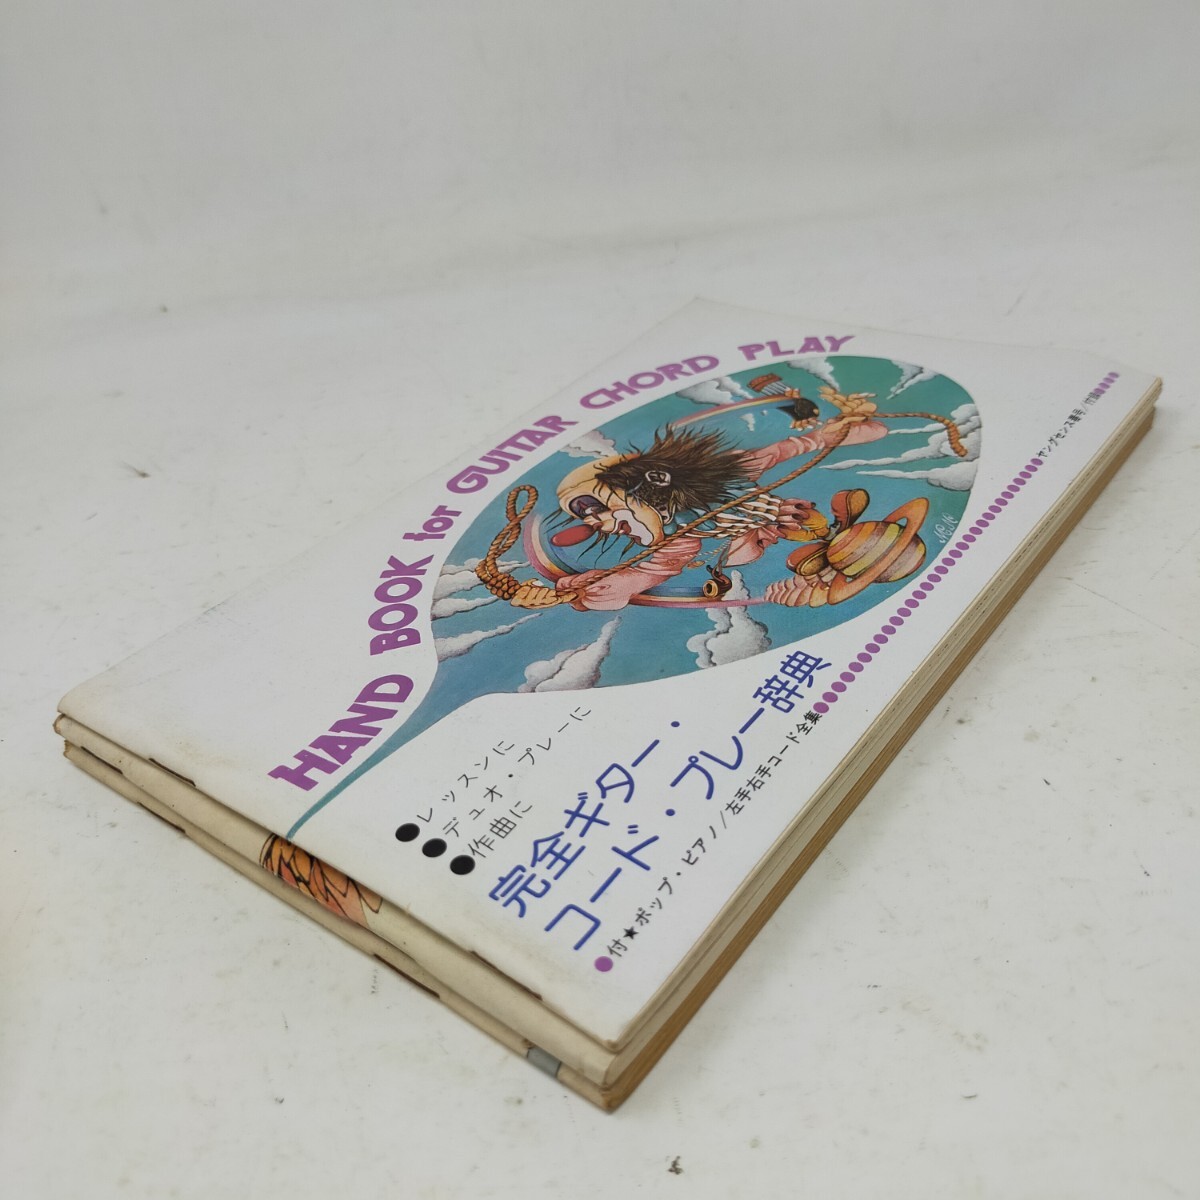 HAND BOOK for GUITAR CHORD PLAY
●レッスンに
●デュオ・プレーに
●作曲に
完全ギター・
コード・プレー辞典
●付★ポップ・ピアノ/左手右手コード全集
ヤングセンス春号/付録